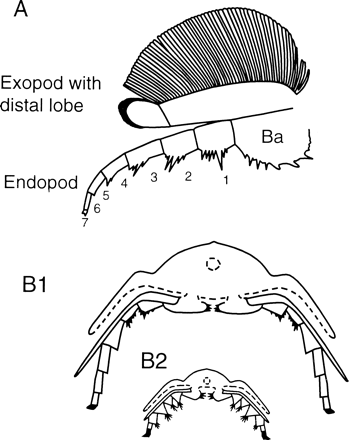 A
Exopod with
distal lobe
Ba
Endopod
1
2
3
4
5
6
7
B1
B2